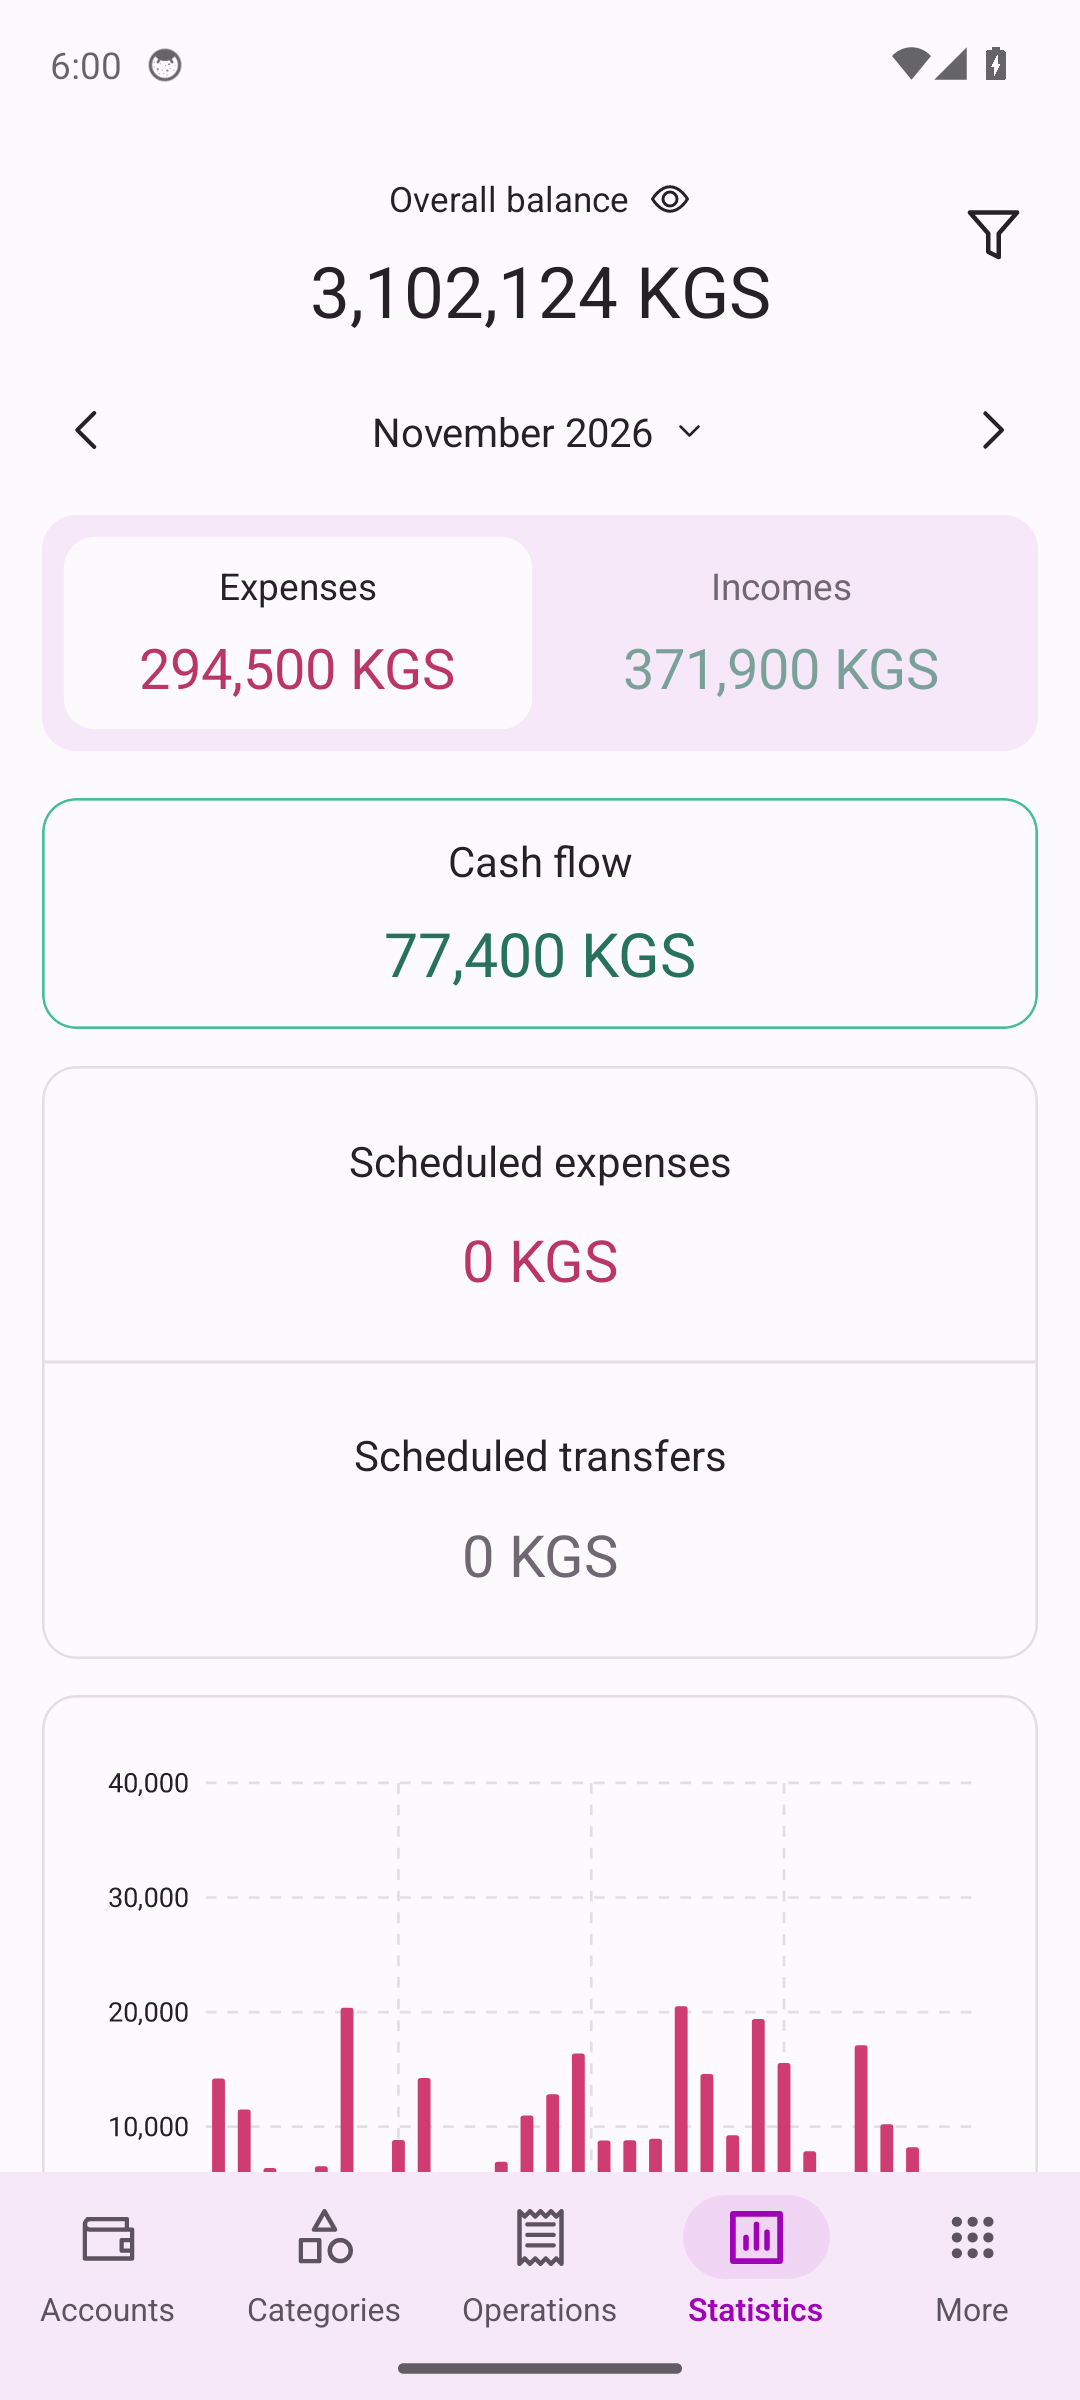 6:00
Overall balance
3,102,124 KGS
November 2026
Expenses
294,500 KGS
Incomes
371,900 KGS
Cash flow
77,400 KGS
Scheduled expenses
0 KGS
Scheduled transfers
0 KGS
40,000
30,000
20,000
10,000
Accounts
Categories
Operations
Statistics
More